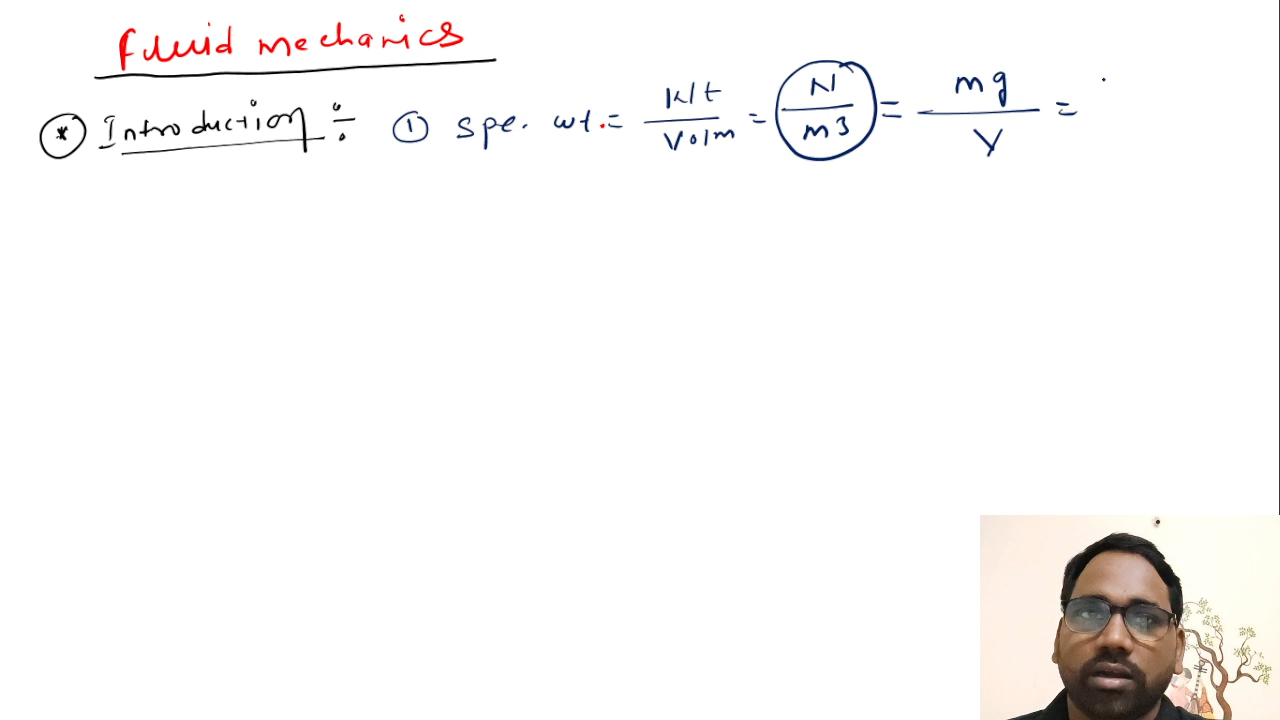 Fluid mechanics
* Introduction ÷ ① spe. wt. = wt / Volm = N / m3 = mg / V =